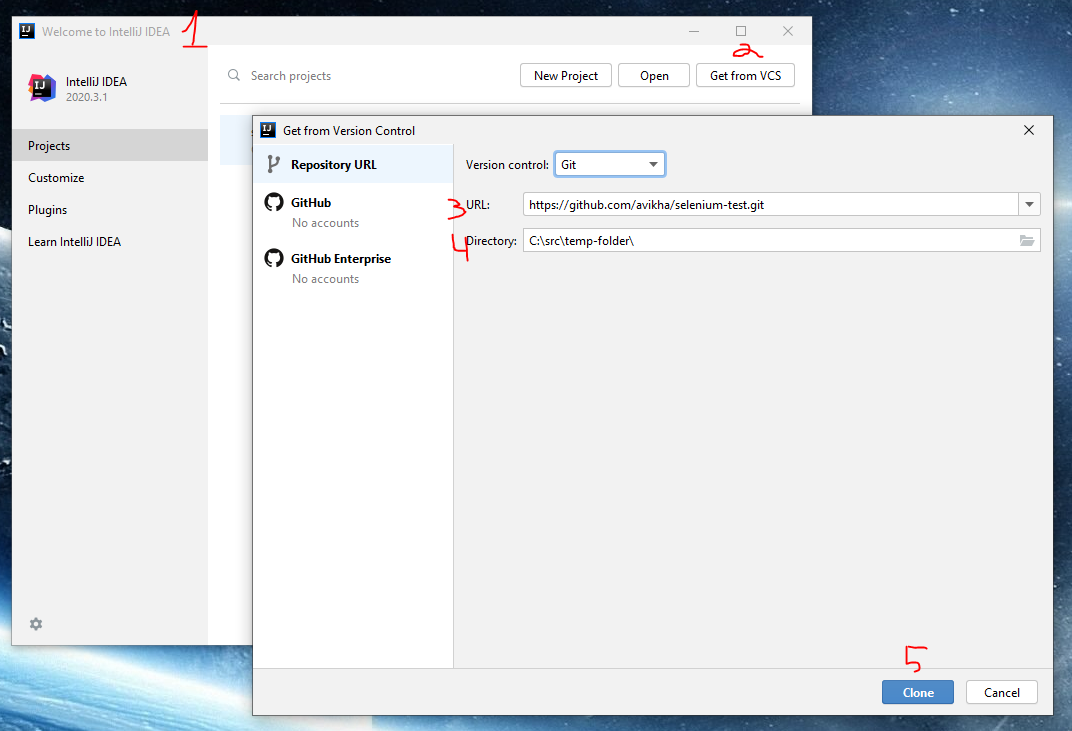 Welcome to IntelliJ IDEA 1
2
IntelliJ IDEA
2020.3.1
Search projects
New Project Open Get from VCS
Projects
Customize
Plugins
Learn IntelliJ IDEA
Get from Version Control
Repository URL
GitHub
No accounts
GitHub Enterprise
No accounts
Version control: Git
3 URL: https://github.com/avikha/selenium-test.git
4 Directory: C:\src\temp-folder\
5
Clone Cancel